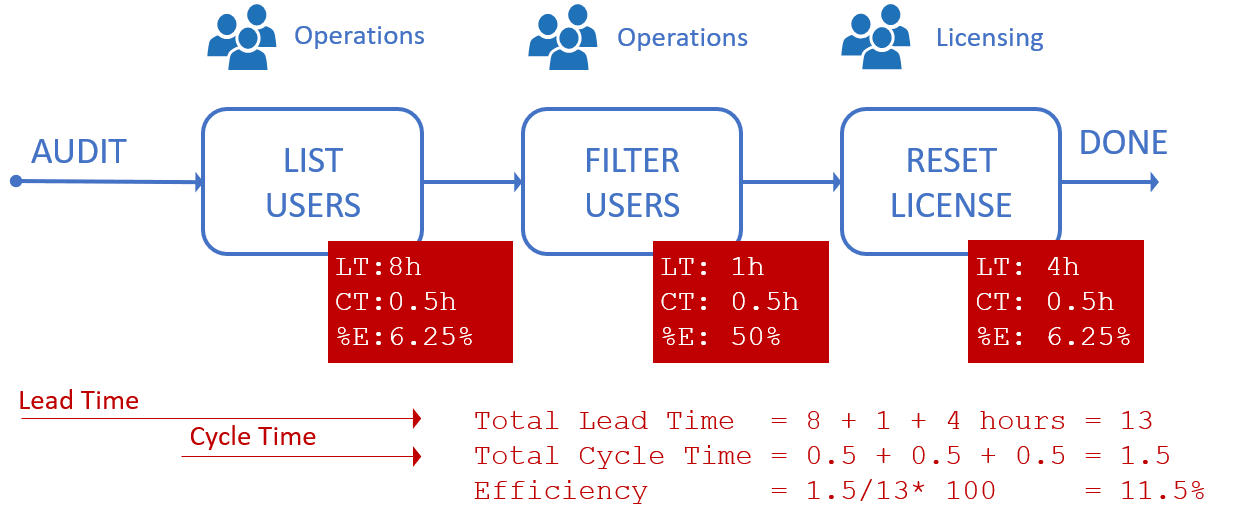 Operations
Operations
Licensing
AUDIT
LIST
USERS
FILTER
USERS
RESET
LICENSE
DONE
LT:8h
CT:0.5h
%E:6.25%
LT: 1h
CT: 0.5h
%E: 50%
LT: 4h
CT: 0.5h
%E: 6.25%
Lead Time
Cycle Time
Total Lead Time = 8 + 1 + 4 hours = 13
Total Cycle Time = 0.5 + 0.5 + 0.5 = 1.5
Efficiency = 1.5/13* 100 = 11.5%